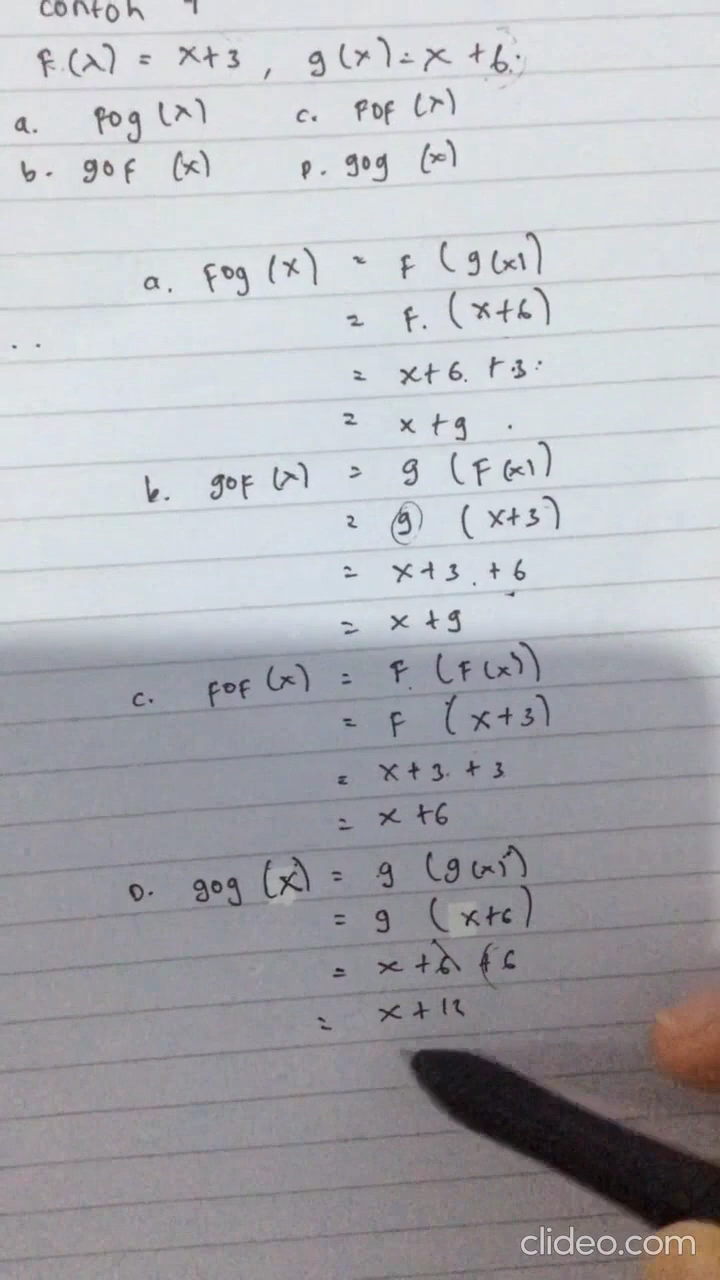 contoh 1
F(x) = x+3 , g(x) = x + 6
a. Fog (x) c. FOF (x)
b. gOF (x) D. gog (x)
a. Fog (x) = F (g(x))
= F. (x+6)
= x+6 +3
= x+9
b. gOF (x) = g (F(x))
= g (x+3)
= x+3 +6
= x+9
c. FOF (x) = F (F(x))
= F (x+3)
= x+3 +3
= x+6
D. gog (x) = g (g(x))
= g (x+6)
= x+6 +6
= x+12
clideo.com